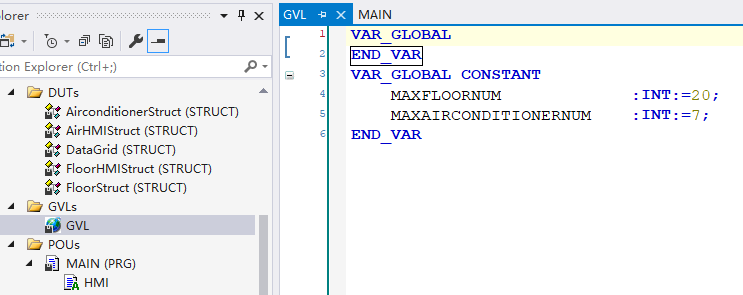 plorer
GVL
MAIN
tion Explorer (Ctrl+;)
DUTs
AirconditionerStruct (STRUCT)
AirHMIStruct (STRUCT)
DataGrid (STRUCT)
FloorHMIStruct (STRUCT)
FloorStruct (STRUCT)
GVLs
GVL
POUs
MAIN (PRG)
HMI
1 VAR_GLOBAL
2 END_VAR
3 VAR_GLOBAL CONSTANT
4 MAXFLOORNUM :INT:=20;
5 MAXAIRCONDITIONERNUM :INT:=7;
6 END_VAR